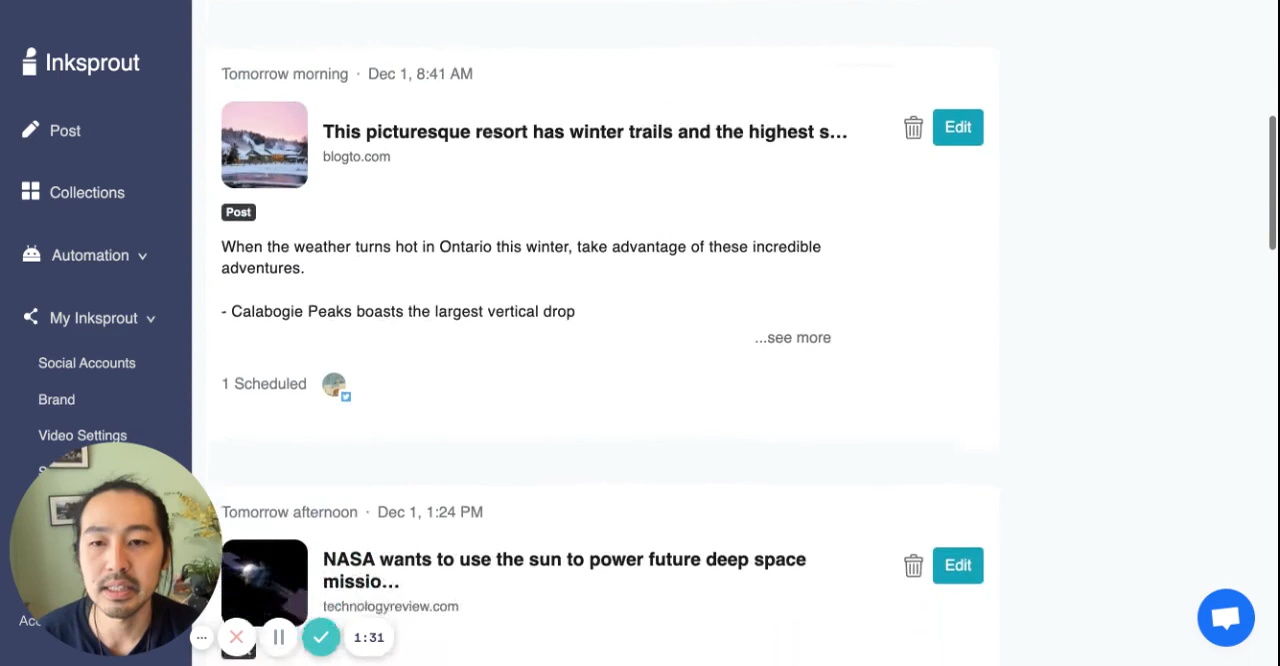 Inksprout
Post
Collections
Automation
My Inksprout
Social Accounts
Brand
Video Settings
Tomorrow morning · Dec 1, 8:41 AM
This picturesque resort has winter trails and the highest s...
blogto.com
Edit
Post
When the weather turns hot in Ontario this winter, take advantage of these incredible
adventures.
- Calabogie Peaks boasts the largest vertical drop
...see more
1 Scheduled
Tomorrow afternoon · Dec 1, 1:24 PM
NASA wants to use the sun to power future deep space
missio...
technologyreview.com
Edit
1:31